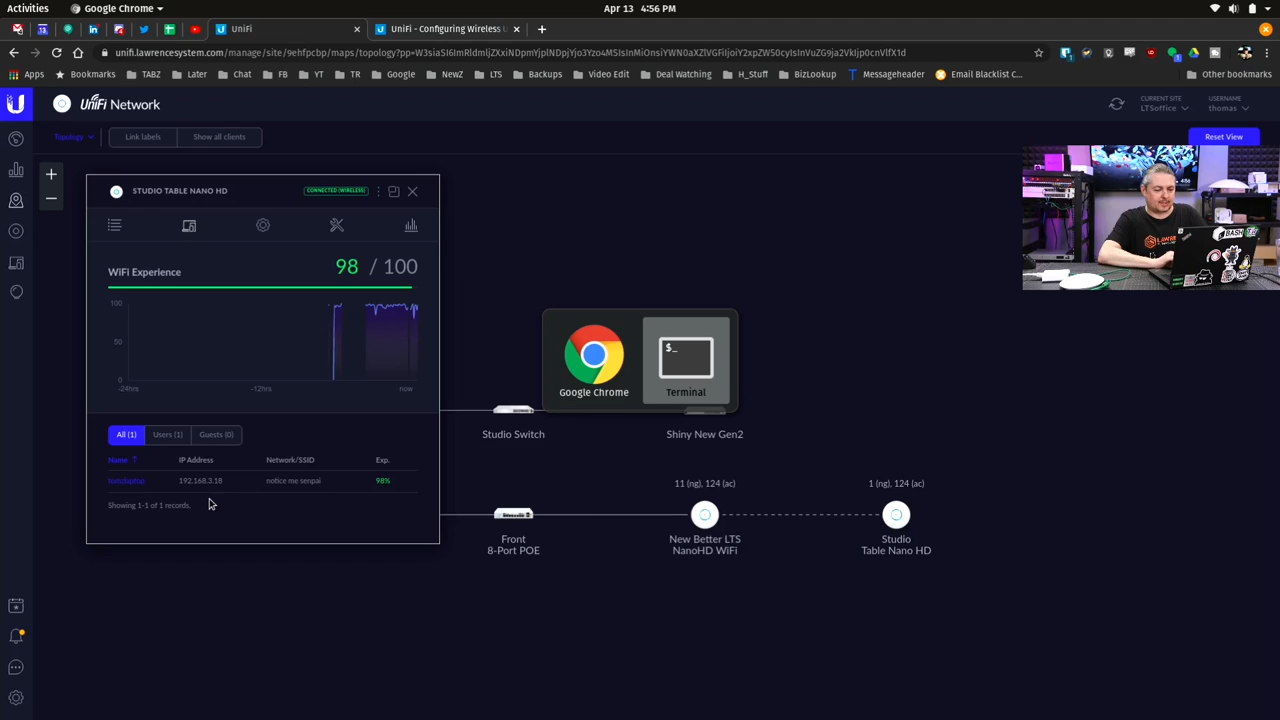 Activities
Google Chrome
Apr 13 4:56 PM
UniFi
UniFi - Configuring Wireless U
unifi.lawrencesystem.com/manage/site/9ehfpcbp/maps/topology?
Apps Bookmarks TABZ Later Chat FB YT TR Google NewZ LTS Backups Video Edit Deal Watching H_Stuff BizLookup Messageheader Email Blacklist C... Other bookmarks
U UniFi Network
CURRENT SITE
LTSoffice
USERNAME
thomas
Topology
Link labels
Show all clients
Reset View
STUDIO TABLE NANO HD
CONNECTED (WIRELESS)
WiFi Experience
98 / 100
100
50
0
-24hrs -12hrs now
All (1) Users (1) Guests (0)
Name IP Address Network/SSID Exp.
192.168.3.18 notice me senpai 98%
Showing 1-1 of 1 records.
$_
Google Chrome
Terminal
Studio Switch
Shiny New Gen2
11 (ng), 124 (ac)
1 (ng), 124 (ac)
Front
8-Port POE
New Better LTS
NanoHD WiFi
Studio
Table Nano HD
BASH